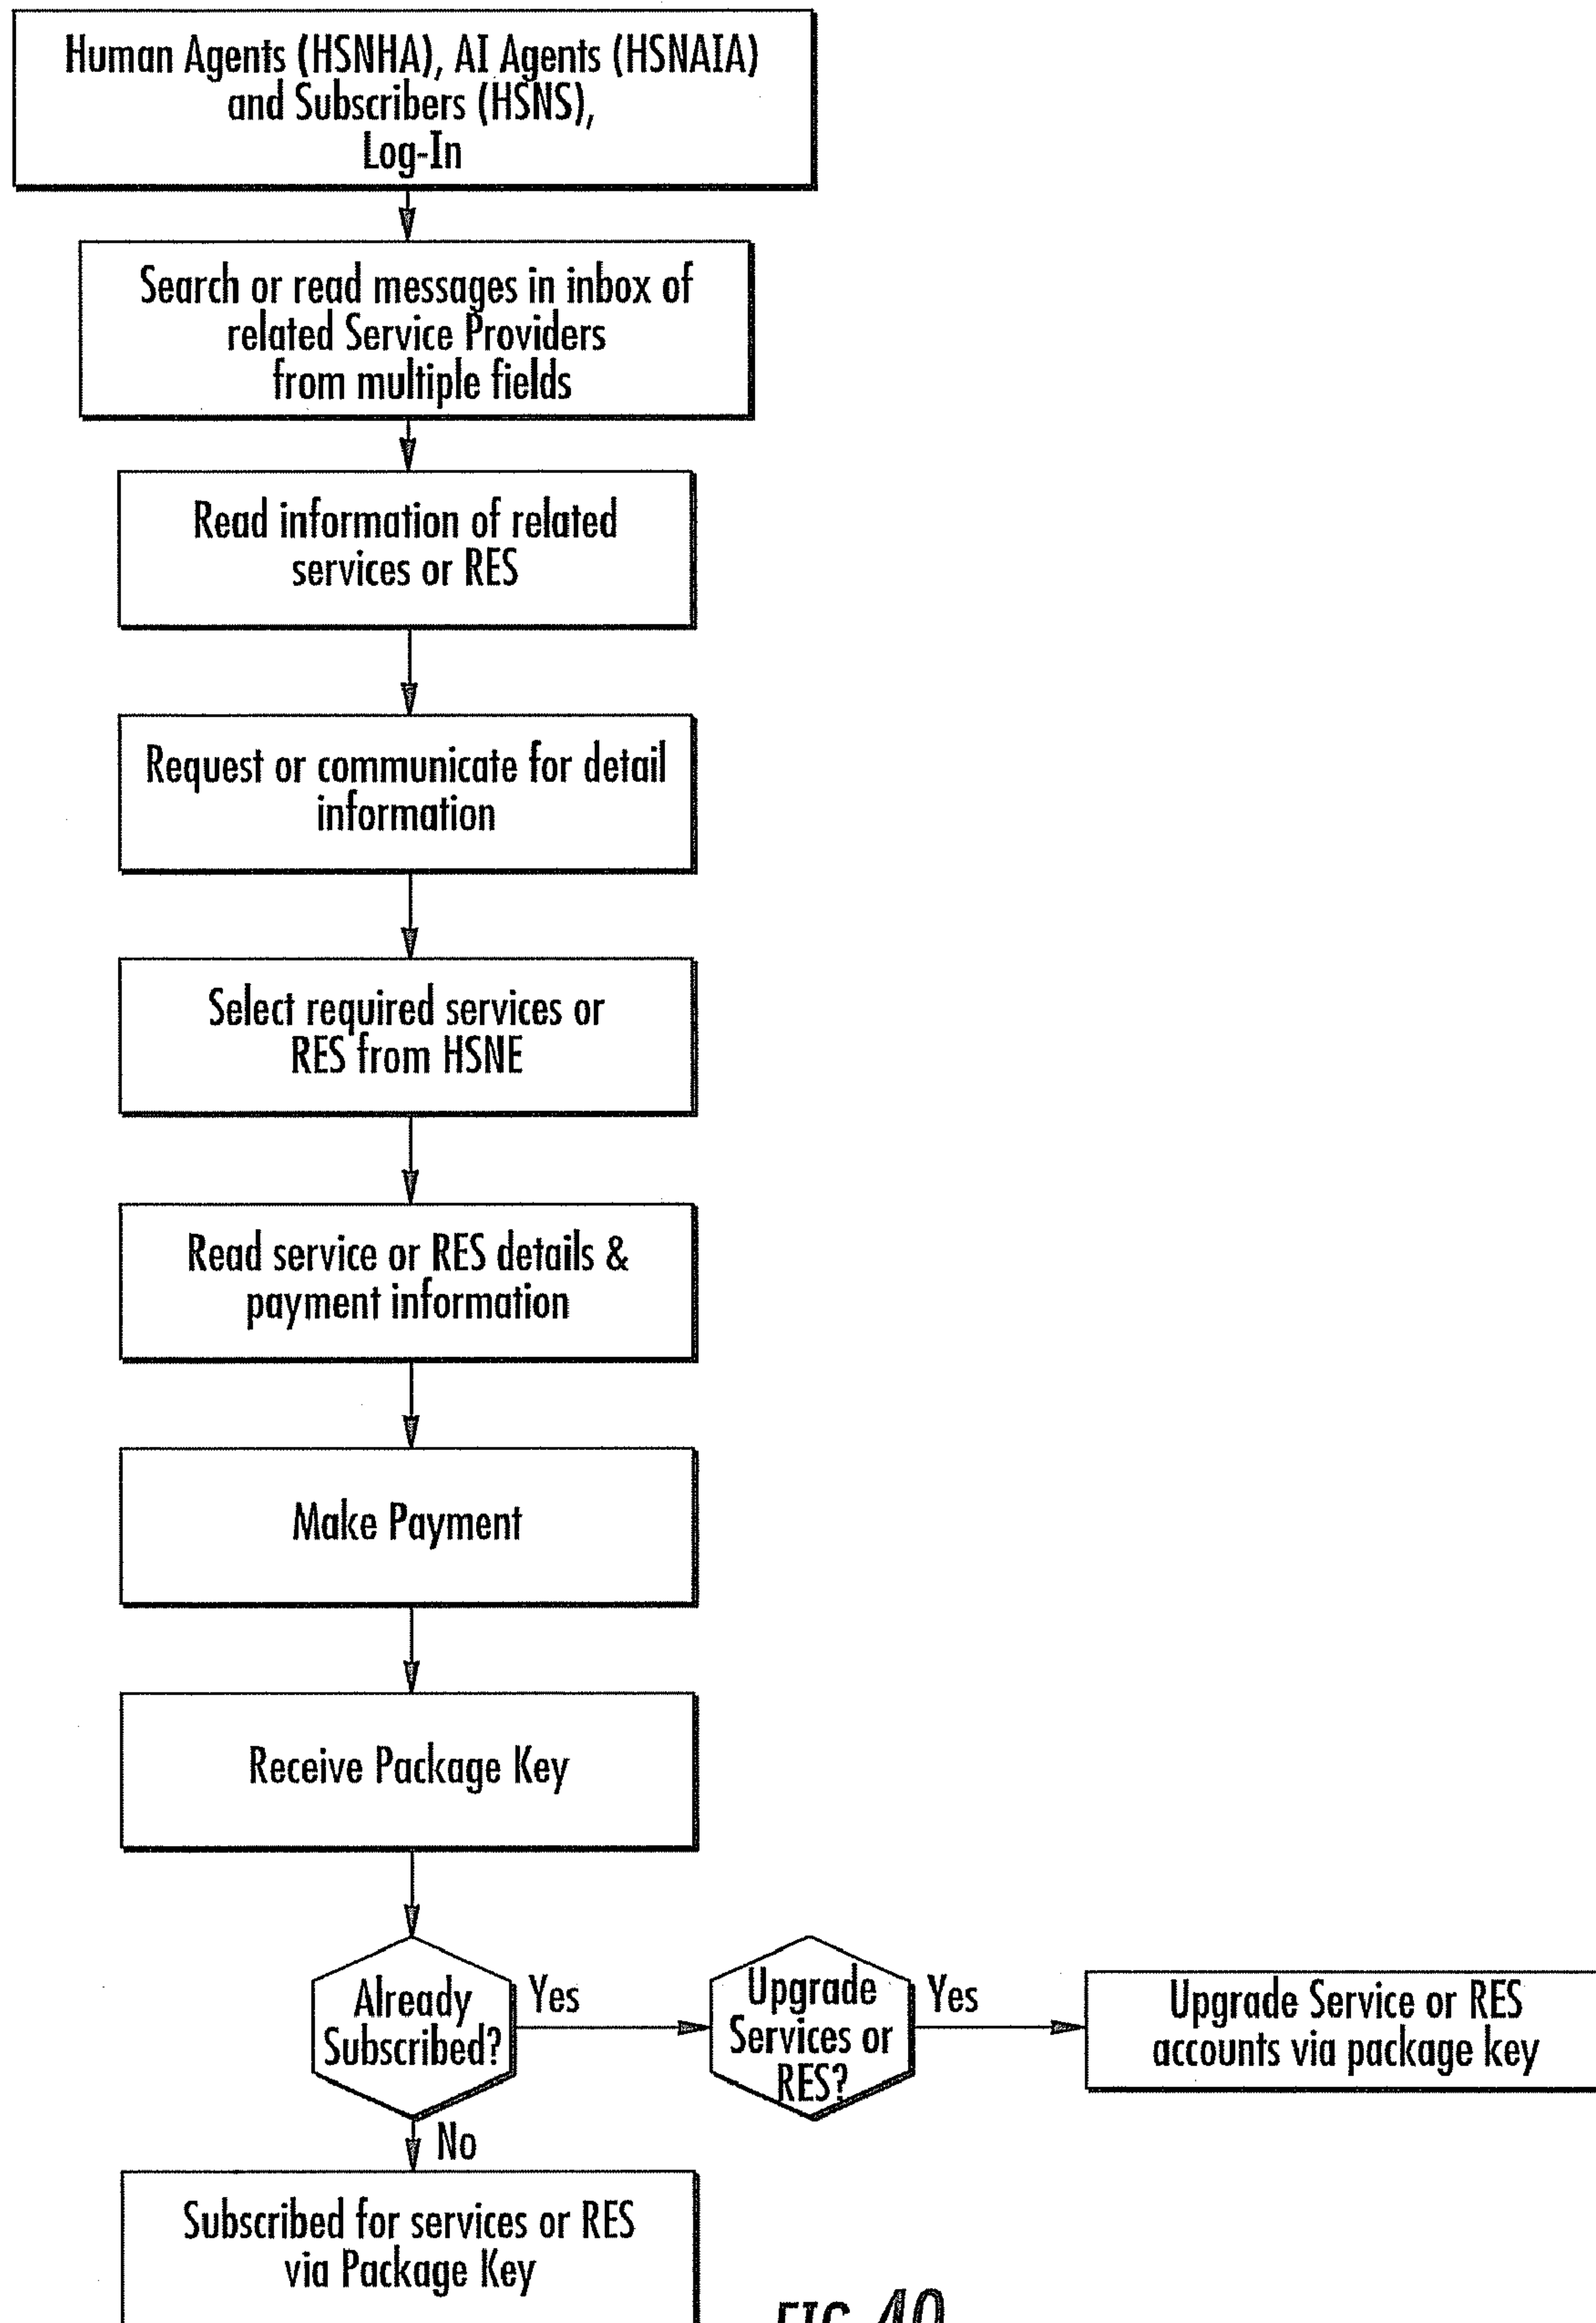 Human Agents (HSNHA), AI Agents (HSNAIA)
and Subscribers (HSNS),
Log-In
Search or read messages in inbox of
related Service Providers
from multiple fields
Read information of related
services or RES
Request or communicate for detail
information
Select required services or
RES from HSNE
Read service or RES details &
payment information
Make Payment
Receive Package Key
Already
Subscribed?
Yes
Upgrade
Services or
RES?
Yes
Upgrade Service or RES
accounts via package key
No
Subscribed for services or RES
via Package Key
FIG. 40